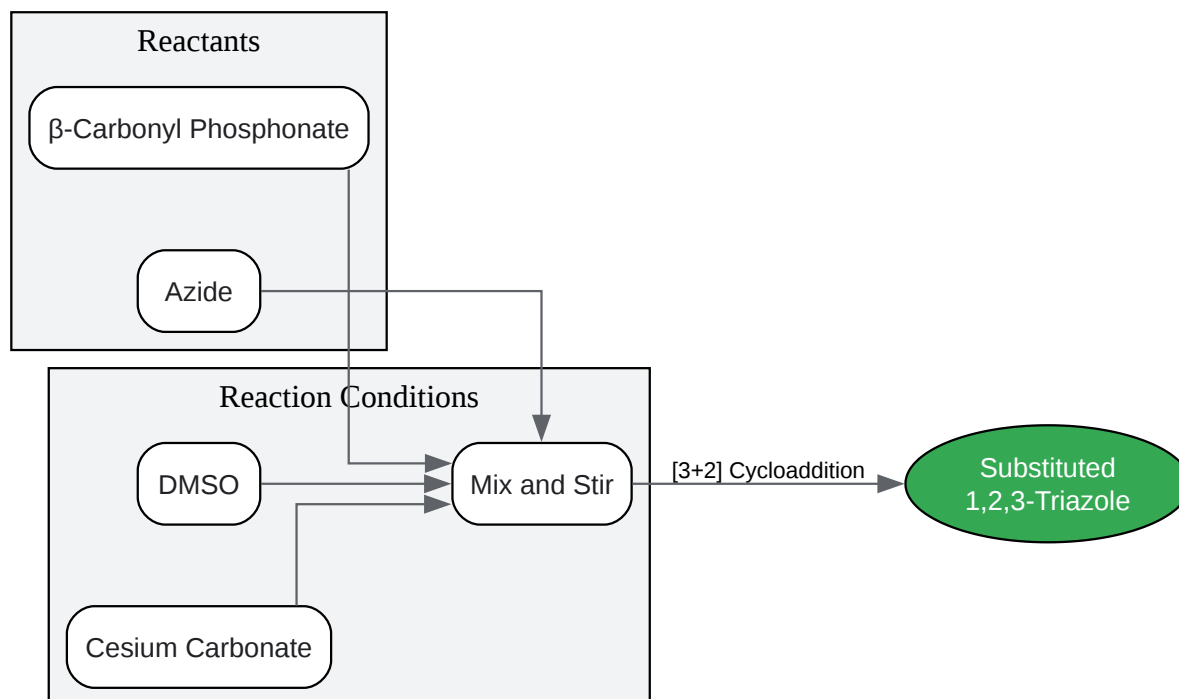 Reactants
β-Carbonyl Phosphonate
Azide
Reaction Conditions
DMSO
Mix and Stir
[3+2] Cycloaddition
Substituted
1,2,3-Triazole
Cesium Carbonate